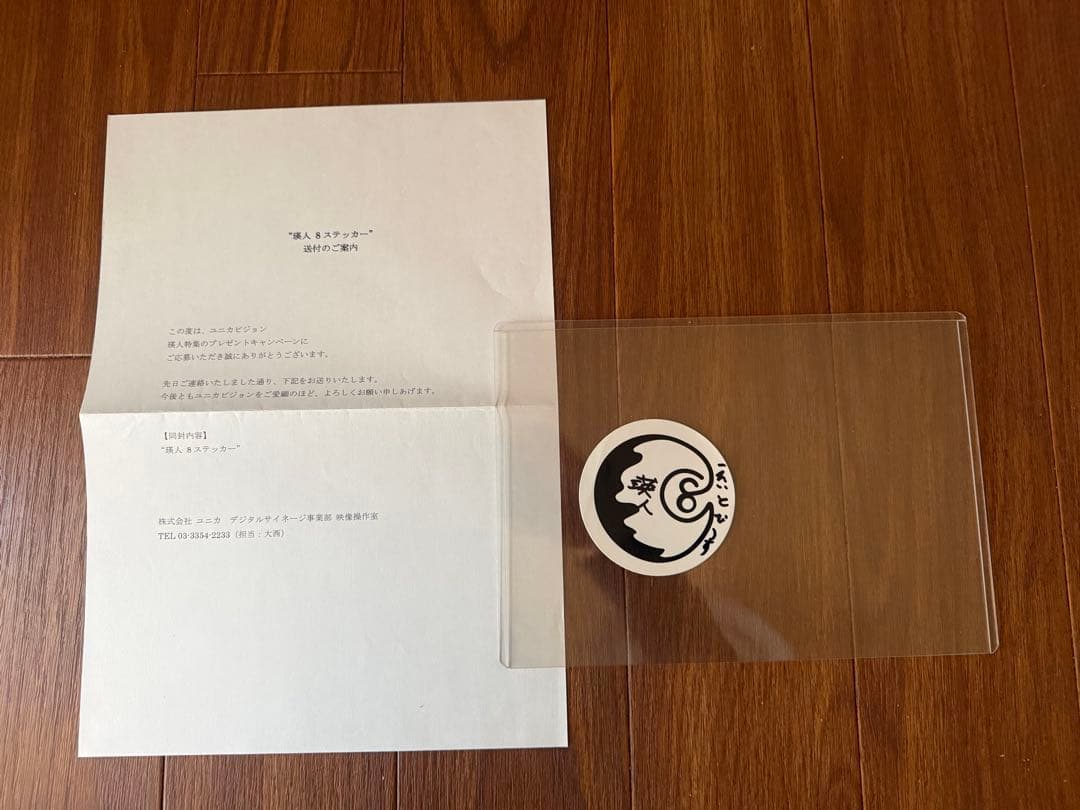 “瑛人 8ステッカー”
送付のご案内
この度は、ユニカビジョン
瑛人特集のプレゼントキャンペーンに
ご応募いただき誠にありがとうございます。
先日ご連絡いたしました通り、下記をお送りいたします。
今後ともユニカビジョンをご愛顧のほど、よろしくお願い申しあげます。
【同封内容】
“瑛人 8ステッカー”
株式会社 ユニカ　デジタルサイネージ事業部 映像操作室
TEL 03-3354-2233（担当：大西）
瑛人
8